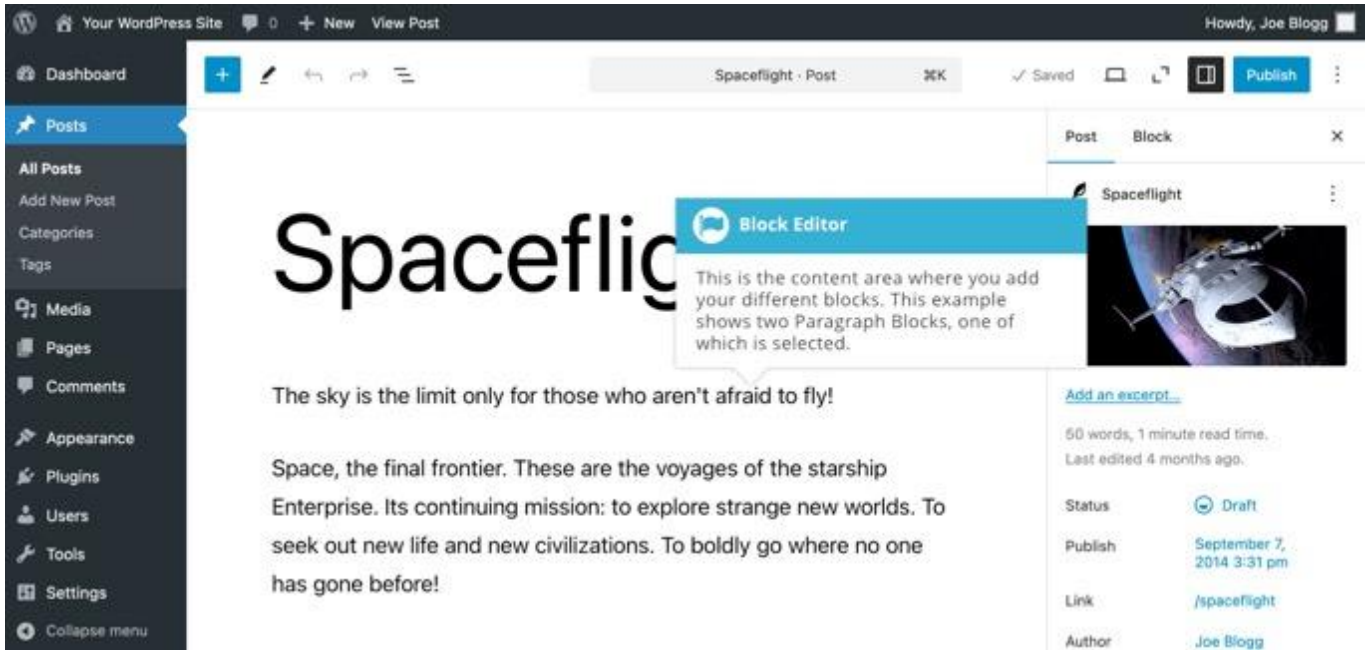 Your WordPress Site 0 + New View Post Howdy, Joe Blogg
Dashboard
Posts
All Posts
Add New Post
Categories
Tags
Media
Pages
Comments
Appearance
Plugins
Users
Tools
Settings
Collapse menu
Spaceflight · Post ⌘K Saved Publish
Spaceflig
Block Editor
This is the content area where you add
your different blocks. This example
shows two Paragraph Blocks, one of
which is selected.
The sky is the limit only for those who aren't afraid to fly!
Space, the final frontier. These are the voyages of the starship
Enterprise. Its continuing mission: to explore strange new worlds. To
seek out new life and new civilizations. To boldly go where no one
has gone before!
Post Block
Spaceflight
Add an excerpt...
50 words, 1 minute read time.
Last edited 4 months ago.
Status Draft
Publish September 7,
2014 3:31 pm
Link /spaceflight
Author Joe Blogg